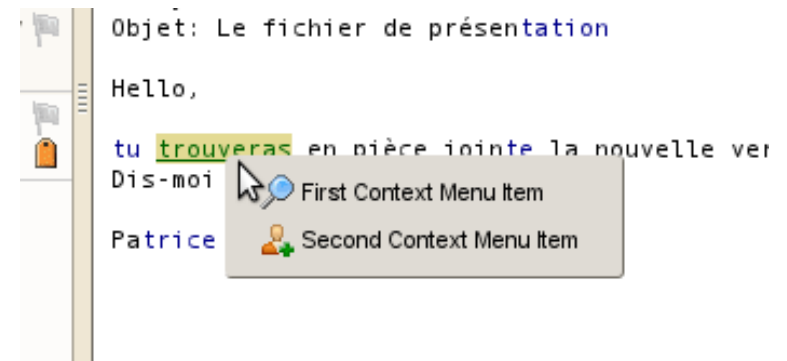 Objet: Le fichier de présentation
Hello,
tu trouveras en pièce jointe la nouvelle ver
Dis-moi
First Context Menu Item
Patrice
Second Context Menu Item